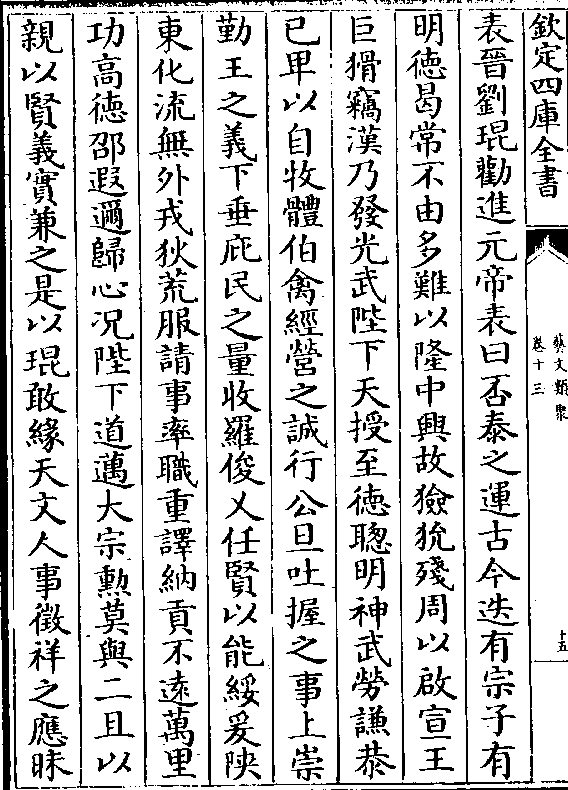 欽定四庫全書
藝文類聚
卷十三
十五
表晉劉琨勸進元帝表曰否泰之運古今迭有宗子有
明徳曷常不由多難以隆中興故獫狁殘周以啟宣王
巨猾竊漢乃發光武陛下天授至徳聰明神武勞謙恭
已卑以自牧體伯禽經營之誠行公旦吐握之事上崇
勤王之義下垂庇民之量收羅俊乂任賢以能綏爰陜
東化流無外戎狄荒服請事率職重譯納貢不逺萬里
功高徳邵遐邇歸心况陛下道邁大宗勲莫與二且以
親以賢義實兼之是以琨敢緣天文人事徵祥之應昧